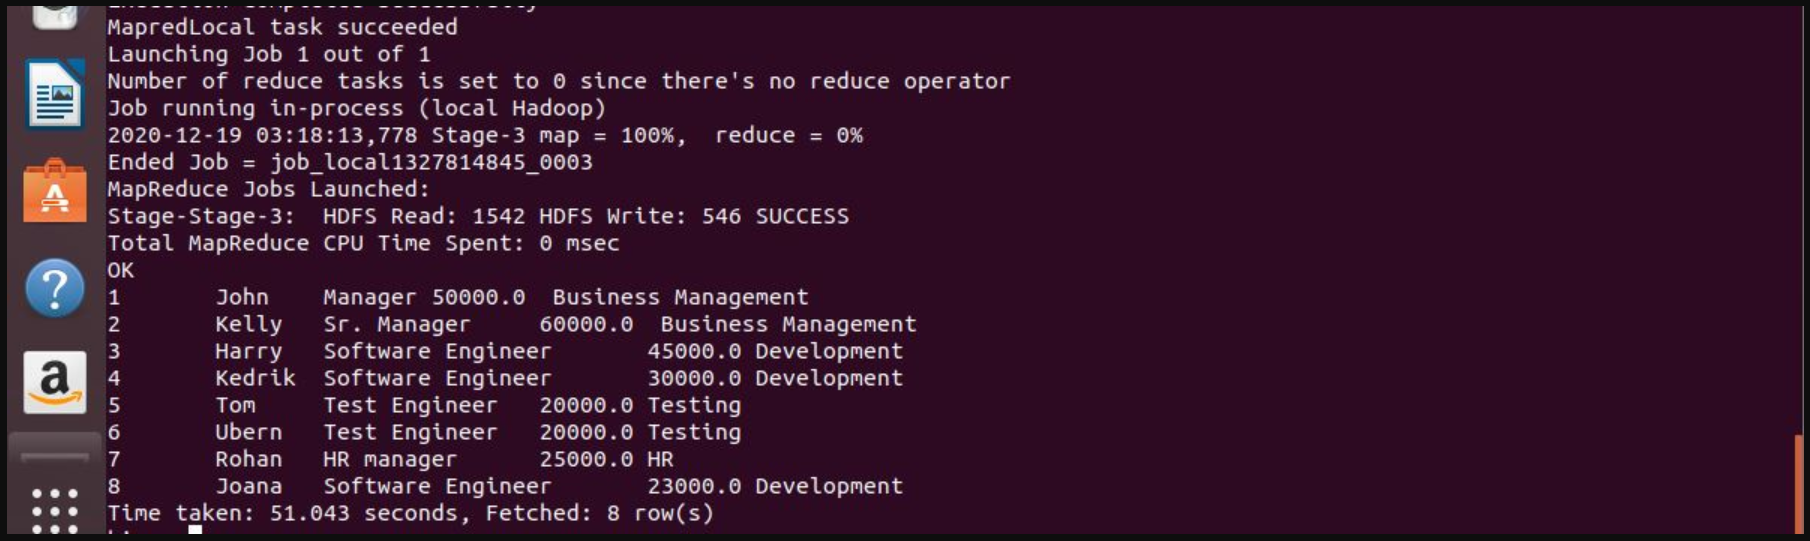 MapredLocal task succeeded
Launching Job 1 out of 1
Number of reduce tasks is set to 0 since there's no reduce operator
Job running in-process (local Hadoop)
2020-12-19 03:18:13,778 Stage-3 map = 100%,  reduce = 0%
Ended Job = job_local1327814845_0003
MapReduce Jobs Launched:
Stage-Stage-3:  HDFS Read: 1542 HDFS Write: 546 SUCCESS
Total MapReduce CPU Time Spent: 0 msec
OK
1       John    Manager 50000.0  Business Management
2       Kelly   Sr. Manager     60000.0  Business Management
3       Harry   Software Engineer       45000.0 Development
4       Kedrik  Software Engineer       30000.0 Development
5       Tom     Test Engineer   20000.0 Testing
6       Ubern   Test Engineer   20000.0 Testing
7       Rohan   HR manager      25000.0 HR
8       Joana   Software Engineer       23000.0 Development
Time taken: 51.043 seconds, Fetched: 8 row(s)